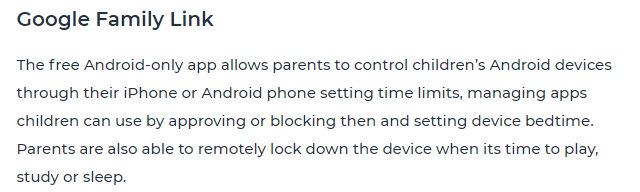 Google Family Link
The free Android-only app allows parents to control children’s Android devices
through their iPhone or Android phone setting time limits, managing apps
children can use by approving or blocking then and setting device bedtime.
Parents are also able to remotely lock down the device when its time to play,
study or sleep.